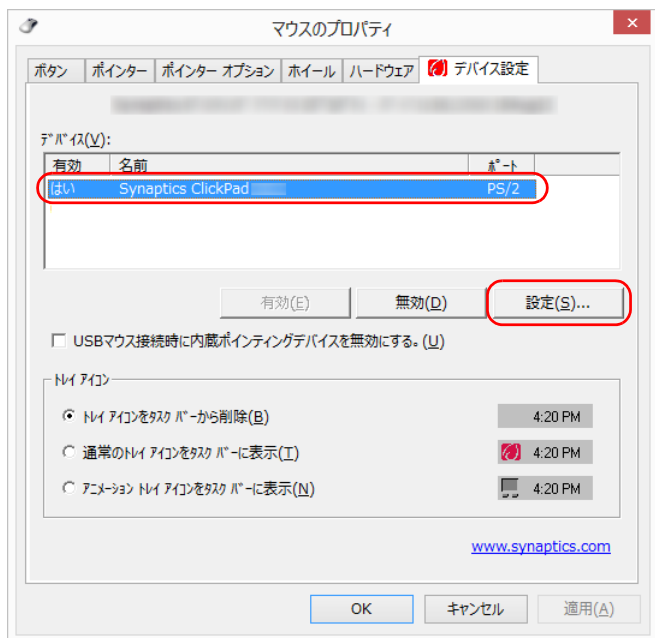 マウスのプロパティ
ボタン ポインター ポインター オプション ホイール ハードウェア デバイス設定
ﾃﾞﾊﾞｲｽ(V):
有効 名前 ﾎﾟｰﾄ
はい Synaptics ClickPad PS/2
有効(E) 無効(D) 設定(S)...
USBマウス接続時に内蔵ポインティングデバイスを無効にする。(U)
ﾄﾚｲ ｱｲｺﾝ
ﾄﾚｲ ｱｲｺﾝをﾀｽｸ ﾊﾞｰから削除(B) 4:20 PM
通常のﾄﾚｲ ｱｲｺﾝをﾀｽｸ ﾊﾞｰに表示(T) 4:20 PM
ｱﾆﾒｰｼｮﾝ ﾄﾚｲ ｱｲｺﾝをﾀｽｸ ﾊﾞｰに表示(N) 4:20 PM
www.synaptics.com
OK キャンセル 適用(A)